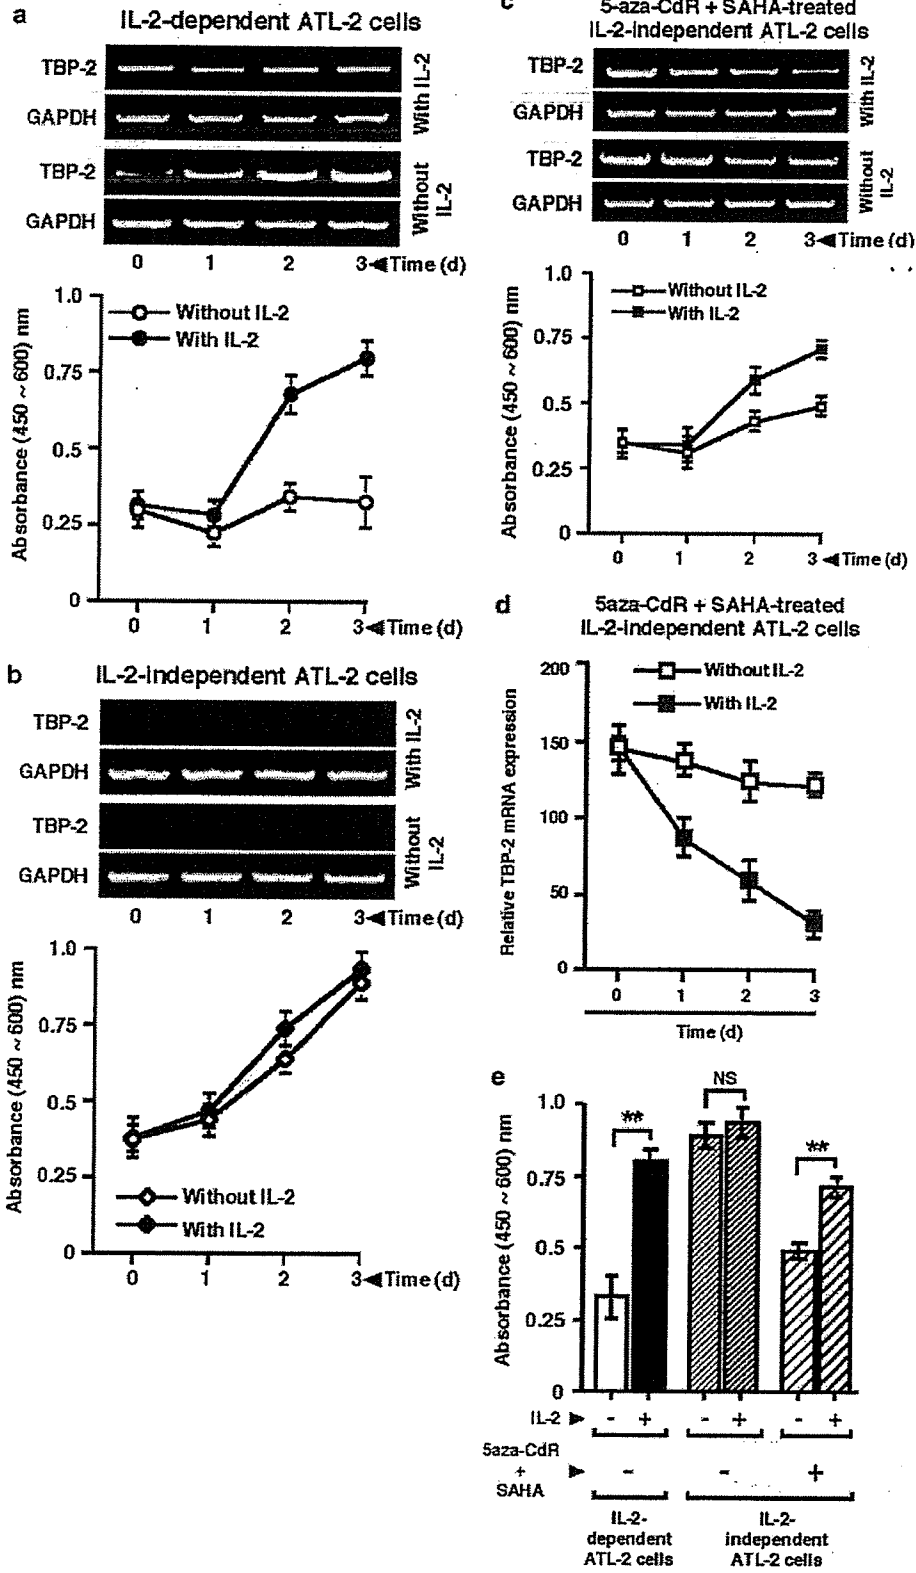 a
IL-2-dependent ATL-2 cells
TBP-2
GAPDH
With IL-2
TBP-2
GAPDH
Without
IL-2
0 1 2 3◄Time (d)
1.0
0.75
0.5
0.25
0
Absorbance (450 ~ 600) nm
Without IL-2
With IL-2
0 1 2 3◄Time (d)
b
IL-2-independent ATL-2 cells
TBP-2
GAPDH
With IL-2
TBP-2
GAPDH
Without
IL-2
0 1 2 3◄Time (d)
1.0
0.75
0.5
0.25
0
Absorbance (450 ~ 600) nm
Without IL-2
With IL-2
0 1 2 3◄Time (d)
c
5-aza-CdR + SAHA-treated
IL-2-independent ATL-2 cells
TBP-2
GAPDH
With IL-2
TBP-2
GAPDH
Without
IL-2
0 1 2 3◄Time (d)
1.0
0.75
0.5
0.25
0
Absorbance (450 ~ 600) nm
Without IL-2
With IL-2
0 1 2 3◄Time (d)
d
5aza-CdR + SAHA-treated
IL-2-independent ATL-2 cells
200
150
100
50
0
Relative TBP-2 mRNA expression
Without IL-2
With IL-2
0 1 2 3
Time (d)
e
1.0
0.75
0.5
0.25
0
Absorbance (450 ~ 600) nm
**
NS
**
IL-2 ► - + - + - +
5aza-CdR
+ ► - - +
SAHA
IL-2-
dependent
ATL-2 cells
IL-2-
independent
ATL-2 cells